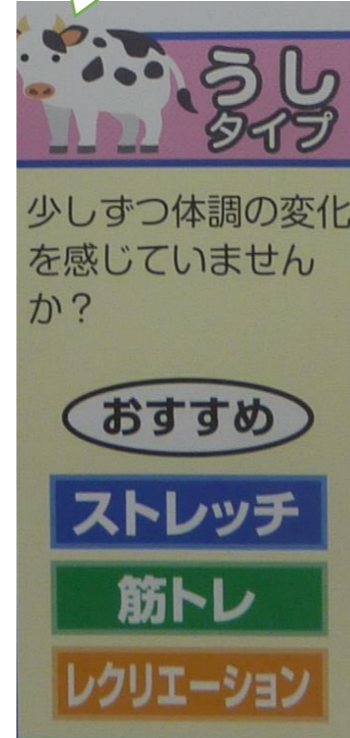 うし
タイプ
少しずつ体調の変化
を感じていません
か？
おすすめ
ストレッチ
筋トレ
レクリエーション